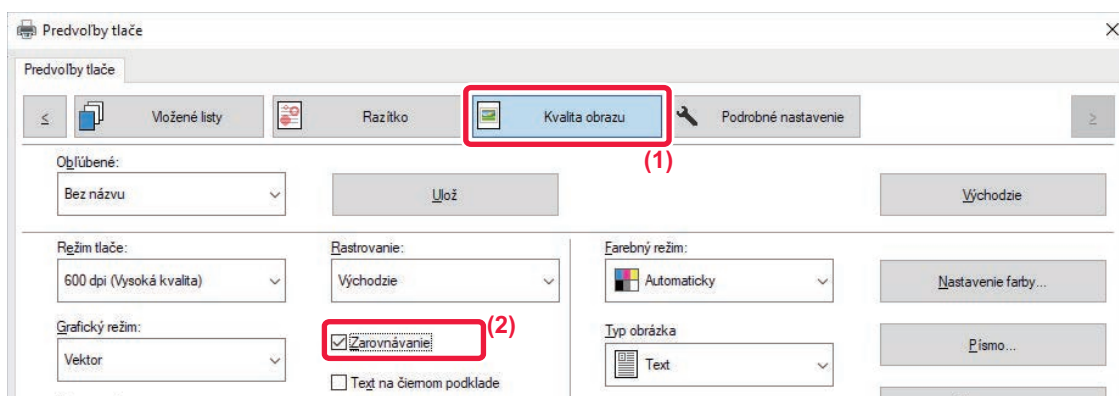 Predvoľby tlače
Predvoľby tlače
< Vložené listy Razítko Kvalita obrazu Podrobné nastavenie >
(1)
Obľúbené:
Bez názvu Ulož Východzie
Režim tlače: Rastrovanie: Farebný režim:
600 dpi (Vysoká kvalita) Východzie Automaticky Nastavenie farby...
Grafický režim: Zarovnávanie (2) Typ obrázka Písmo...
Vektor Text
Text na čiernom podklade